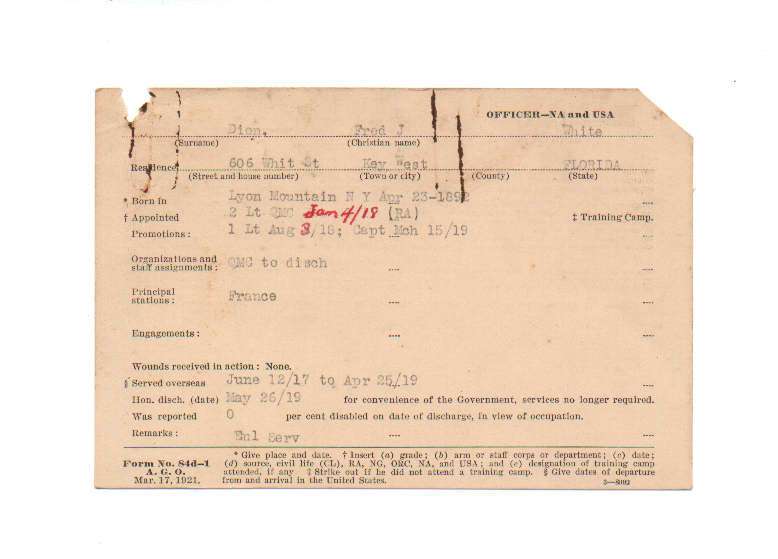 OFFICER—NA and USA
Dion, Fred J White
(Surname) (Christian name)
Residence 606 Whit St Key West FLORIDA
(Street and house number) (Town or city) (County) (State)
* Born in Lyon Mountain N Y Apr 23-1892 ....
† Appointed 2 Lt QMC Jan 4/18 (RA) ‡ Training Camp.
Promotions: 1 Lt Aug 3/18; Capt Mch 15/19 ....
Organizations and
staff assignments: QMC to disch .... ....
Principal
stations: France .... ....
Engagements: .... ....
Wounds received in action: None.
§ Served overseas June 12/17 to Apr 25/19 ....
Hon. disch. (date) May 26/19 for convenience of the Government, services no longer required.
Was reported 0 per cent disabled on date of discharge, in view of occupation.
Remarks: Enl Serv .... ....
* Give place and date. † Insert (a) grade; (b) arm or staff corps or department; (c) date;
Form No. 84d-1 (d) source, civil life (CL), RA, NG, ORC, NA, and USA; and (e) designation of training camp
A. G. O. attended, if any ‡ Strike out if he did not attend a training camp. § Give dates of departure
Mar. 17, 1921. from and arrival in the United States. 3—8092